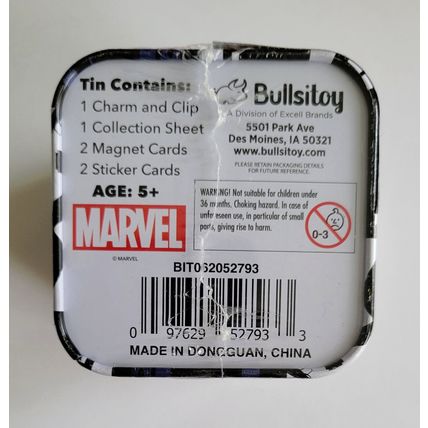 Tin Contains:
1 Charm and Clip
1 Collection Sheet
2 Magnet Cards
2 Sticker Cards
AGE: 5+
MARVEL
© MARVEL
Bullsitoy
A Division of Excell Brands
5501 Park Ave
Des Moines, IA 50321
www.bullsitoy.com
PLEASE RETAIN PACKAGING DETAILS
FOR FUTURE REFERENCE.
WARNING! Not suitable for children under
36 months. Choking hazard. In case of
unforeseen use, in particular of small
parts, giving rise to harm.
0-3
BIT062052793
0 97629 52793 3
MADE IN DONGGUAN, CHINA